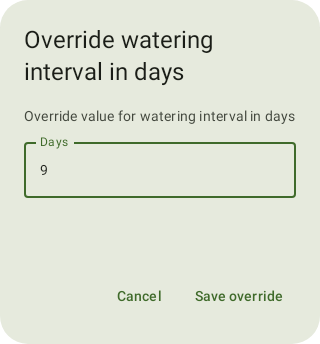 Override watering
interval in days
Override value for watering interval in days
Days
9
Cancel
Save override